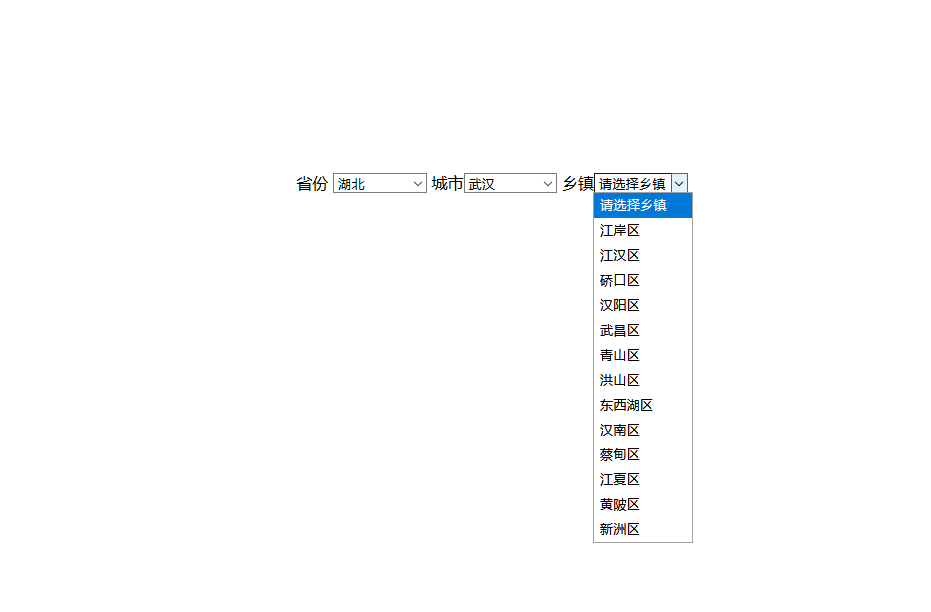 省份 湖北 城市 武汉 乡镇 请选择乡镇
请选择乡镇
江岸区
江汉区
硚口区
汉阳区
武昌区
青山区
洪山区
东西湖区
汉南区
蔡甸区
江夏区
黄陂区
新洲区